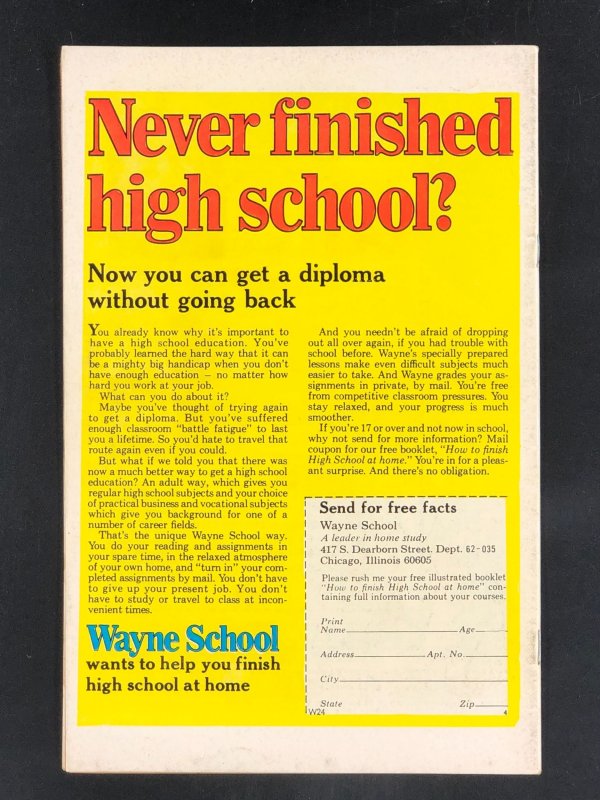 Never finished
high school?
Now you can get a diploma
without going back
You already know why it's important to
have a high school education. You've
probably learned the hard way that it can
be a mighty big handicap when you don't
have enough education – no matter how
hard you work at your job.
What can you do about it?
Maybe you've thought of trying again
to get a diploma. But you've suffered
enough classroom "battle fatigue" to last
you a lifetime. So you'd hate to travel that
route again even if you could.
But what if we told you that there was
now a much better way to get a high school
education? An adult way, which gives you
regular high school subjects and your choice
of practical business and vocational subjects
which give you background for one of a
number of career fields.
That's the unique Wayne School way.
You do your reading and assignments in
your spare time, in the relaxed atmosphere
of your own home, and "turn in" your com-
pleted assignments by mail. You don't have
to give up your present job. You don't
have to study or travel to class at incon-
venient times.
Wayne School
wants to help you finish
high school at home
And you needn't be afraid of dropping
out all over again, if you had trouble with
school before. Wayne's specially prepared
lessons make even difficult subjects much
easier to take. And Wayne grades your as-
signments in private, by mail. You're free
from competitive classroom pressures. You
stay relaxed, and your progress is much
smoother.
If you're 17 or over and not now in school,
why not send for more information? Mail
coupon for our free booklet, "How to finish
High School at home." You're in for a pleas-
ant surprise. And there's no obligation.
Send for free facts
Wayne School
A leader in home study
417 S. Dearborn Street. Dept. 62-035
Chicago, Illinois 60605
Please rush me your free illustrated booklet
"How to finish High School at home" con-
taining full information about your courses.
Print
Name Age
Address Apt. No.
City
State Zip
W24 4